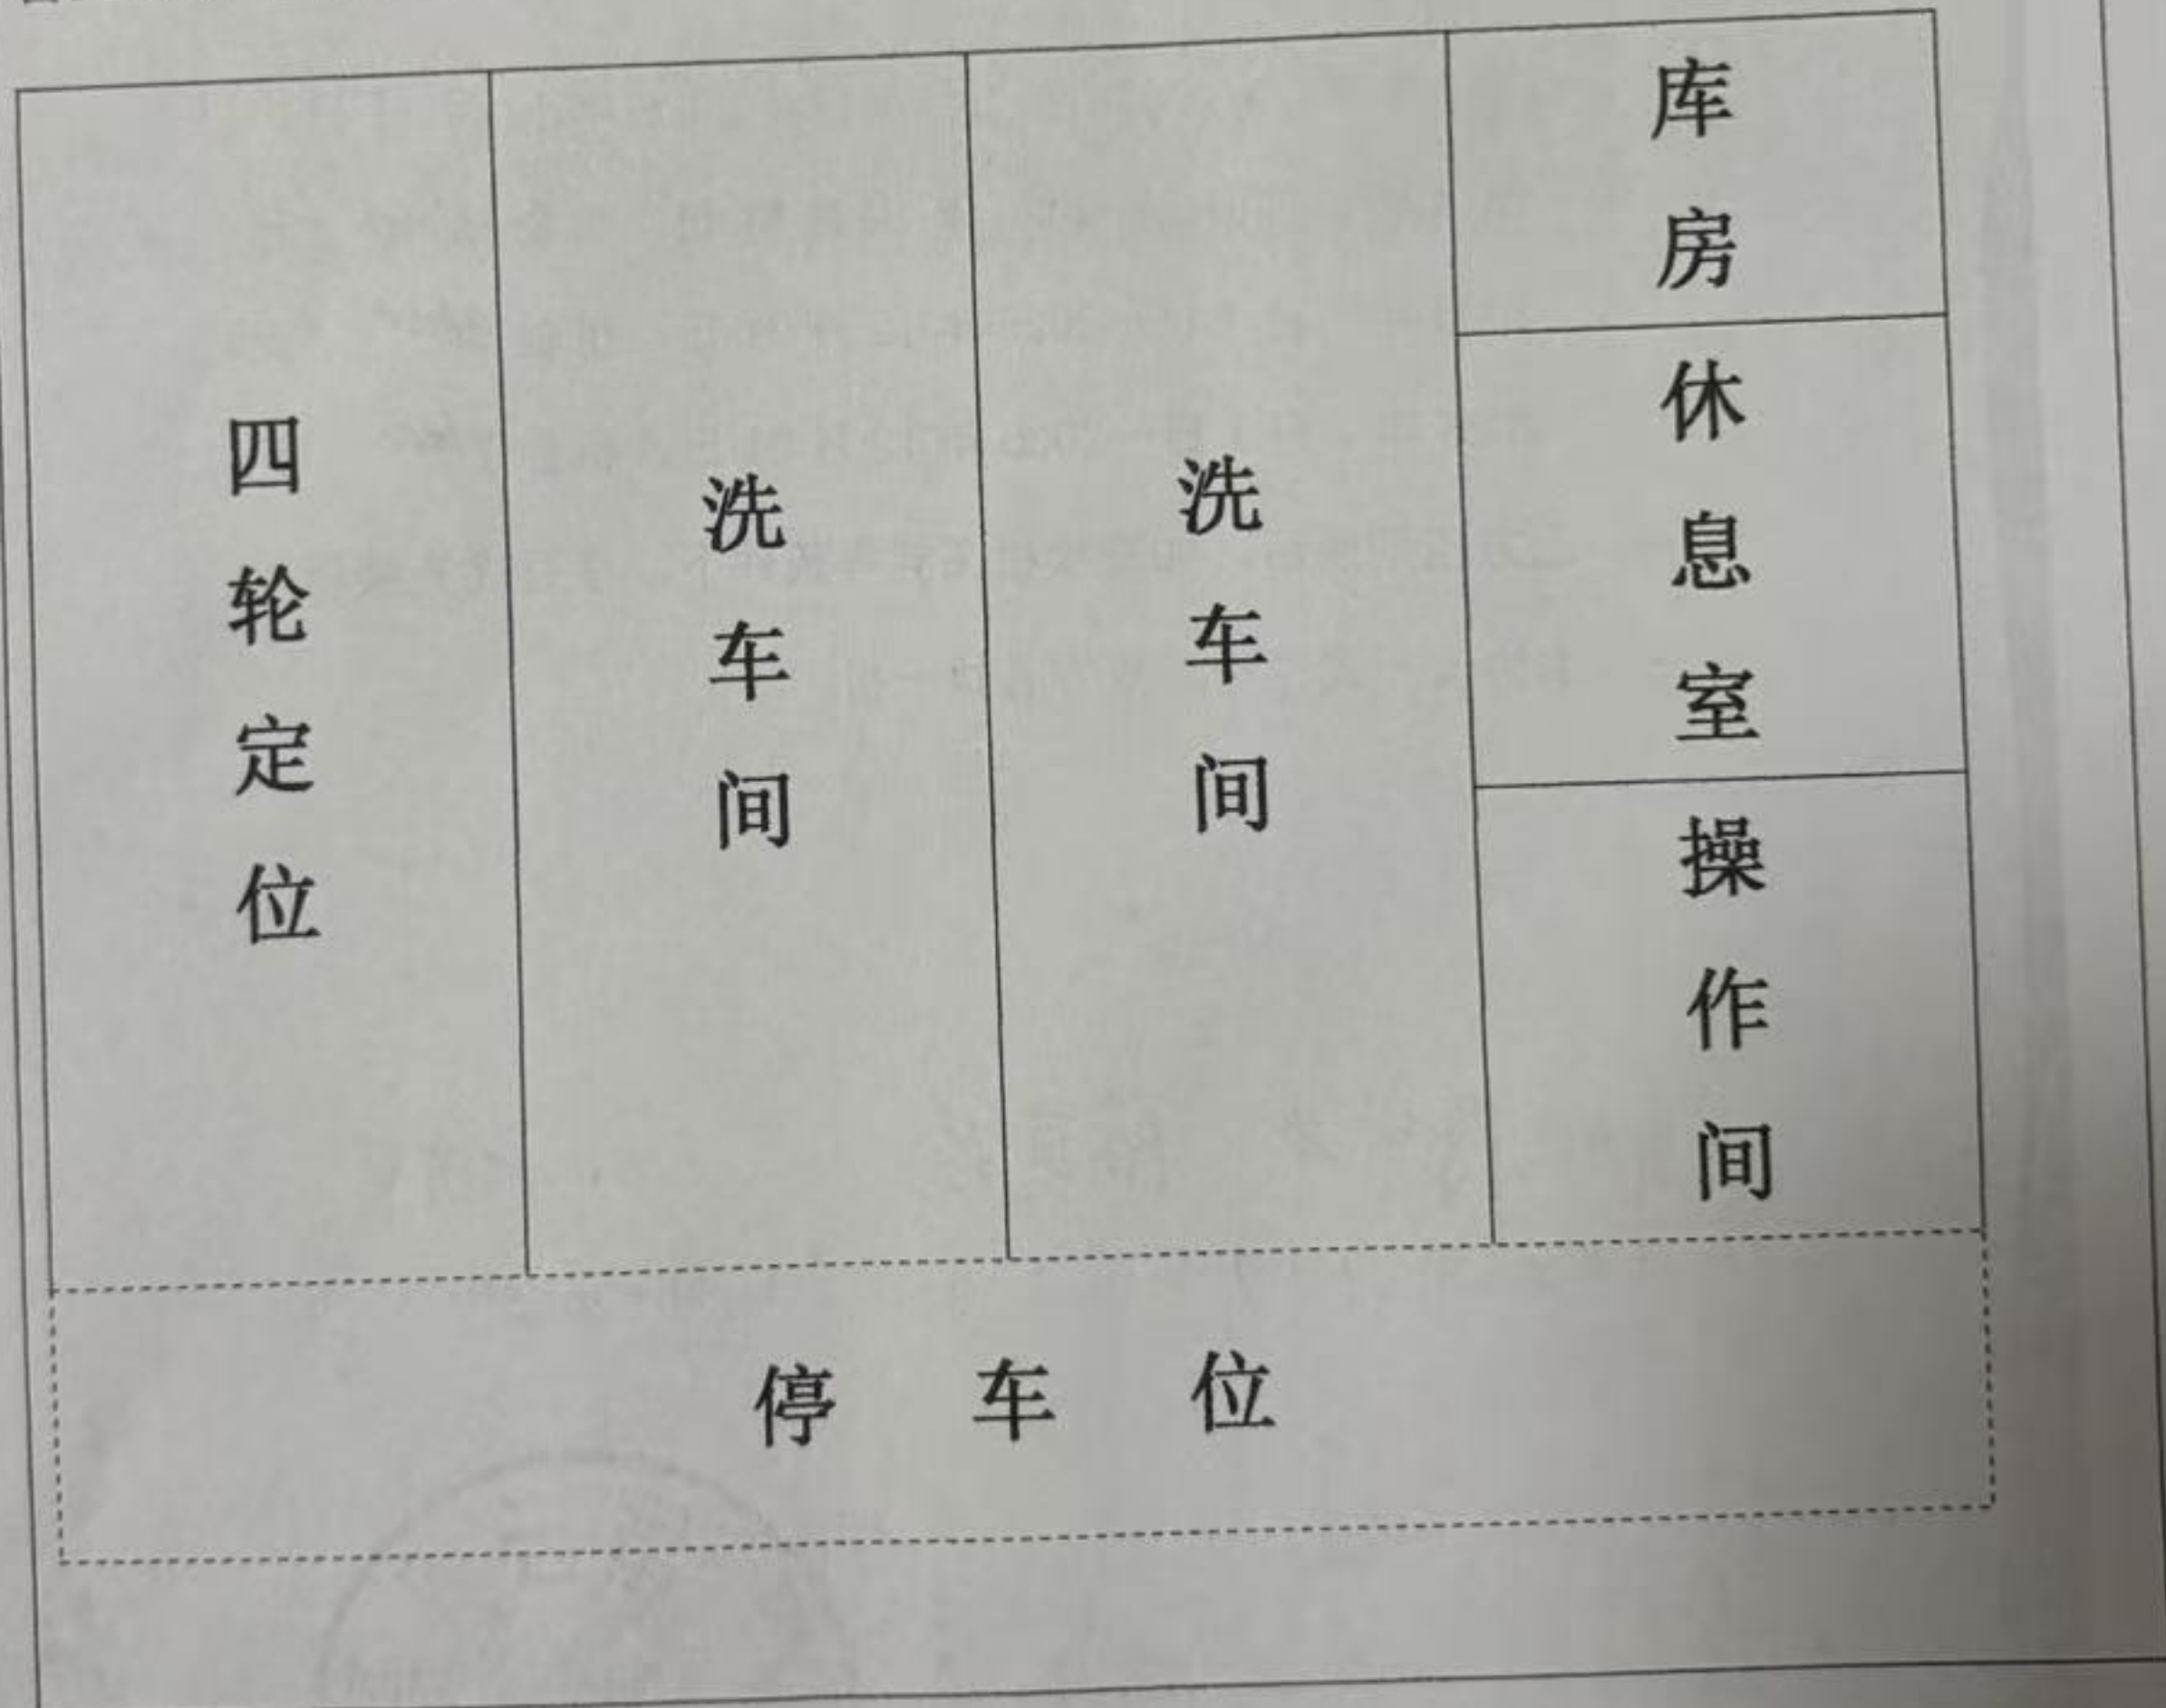 四轮定位
洗车间
洗车间
库房
休息室
操作间
停车位